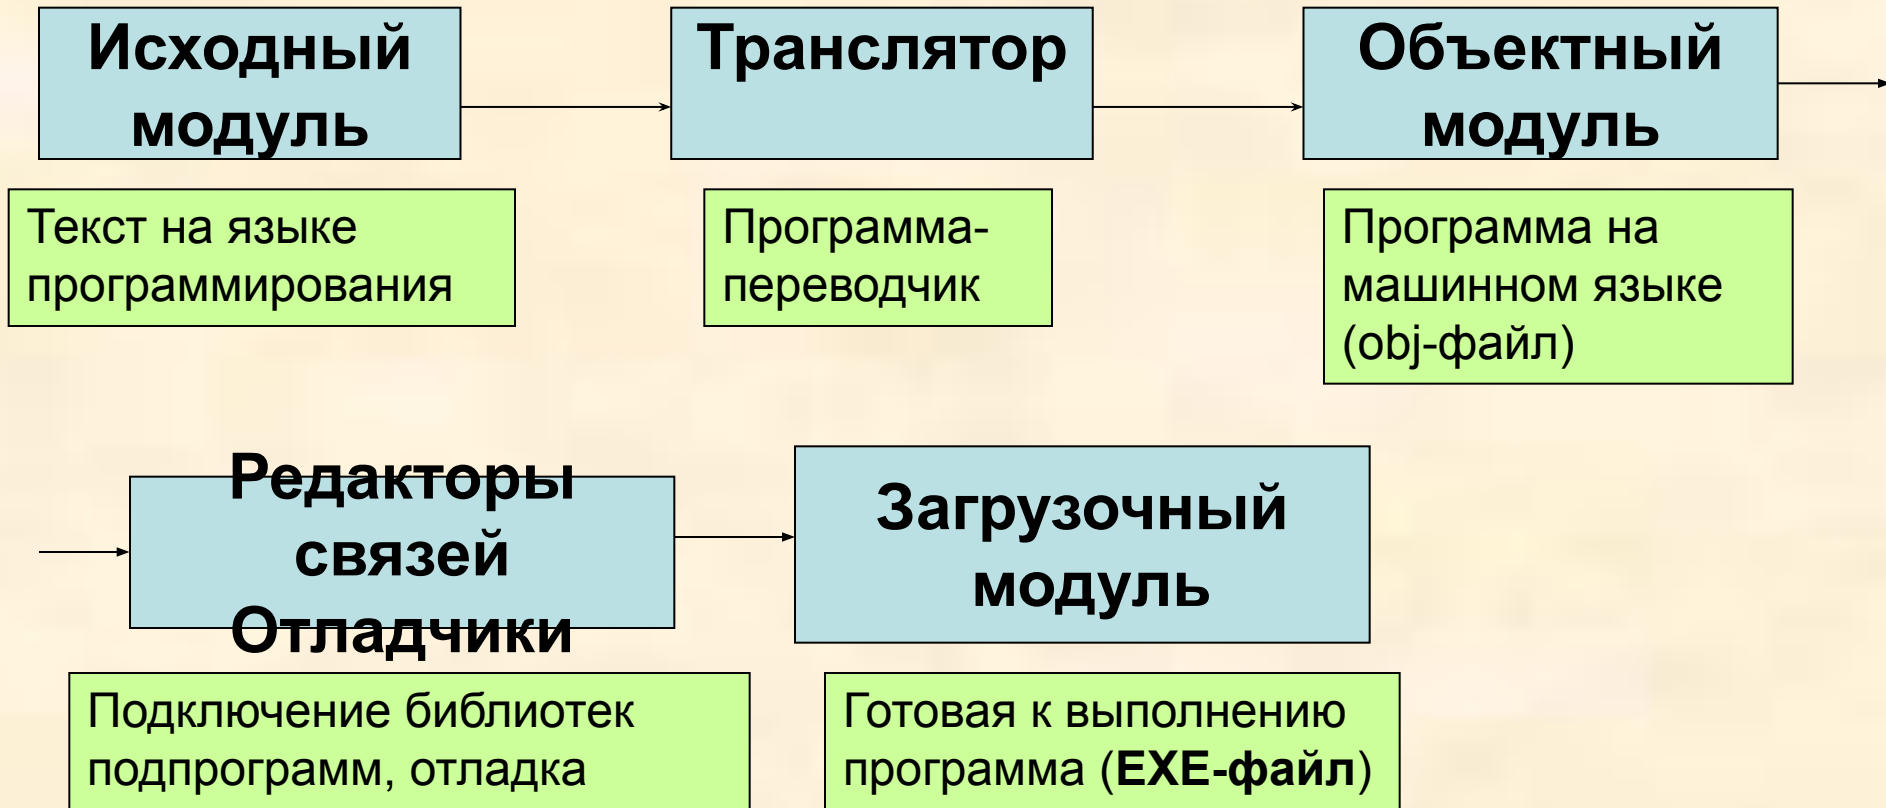 Исходный
модуль
Транслятор
Объектный
модуль
Текст на языке
программирования
Программа-
переводчик
Программа на
машинном языке
(obj-файл)
Редакторы
связей
Отладчики
Загрузочный
модуль
Подключение библиотек
подпрограмм, отладка
Готовая к выполнению
программа (EXE-файл)